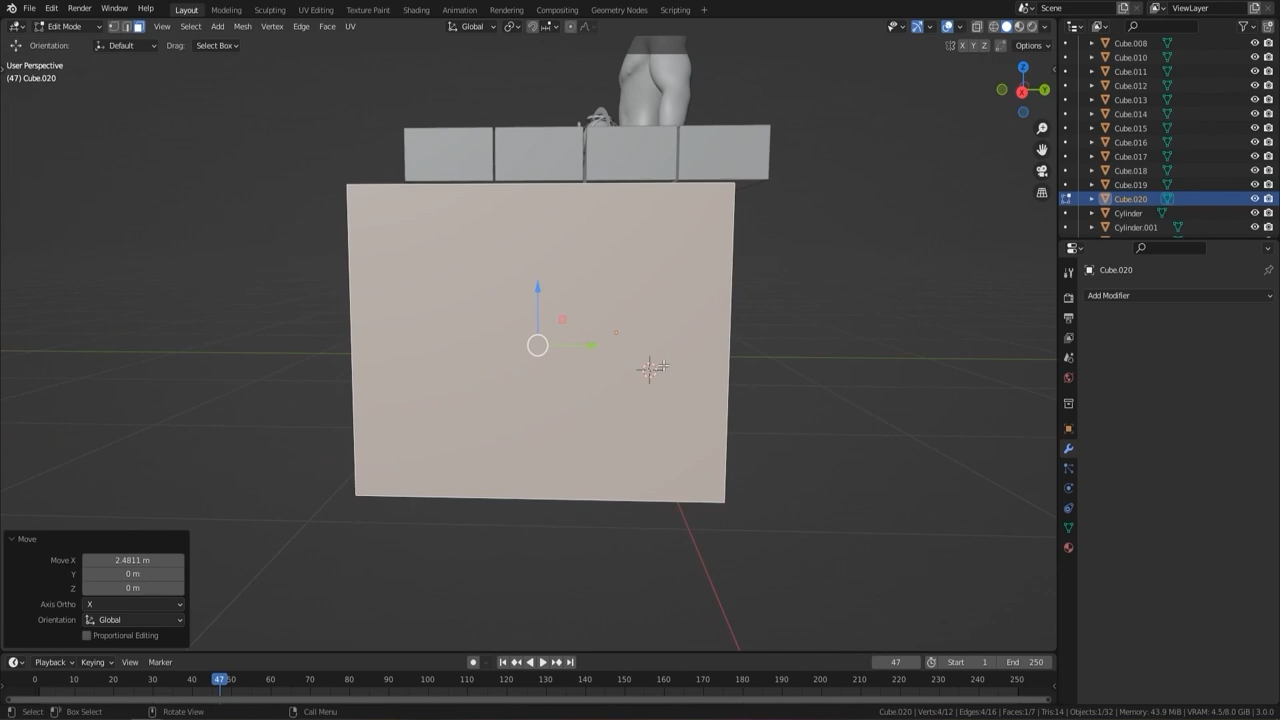 File Edit Render Window Help Layout Modeling Sculpting UV Editing Texture Paint Shading Animation Rendering Compositing Geometry Nodes Scripting + Scene ViewLayer
Edit Mode View Select Add Mesh Vertex Edge Face UV Global
Orientation: Default Drag: Select Box X Y Z Options
User Perspective
(47) Cube.020
Z
X
Y
Cube.008
Cube.010
Cube.011
Cube.012
Cube.013
Cube.014
Cube.015
Cube.016
Cube.017
Cube.018
Cube.019
Cube.020
Cylinder
Cylinder.001
Cube.020
Add Modifier
Move
Move X 2.4811 m
Y 0 m
Z 0 m
Axis Ortho X
Orientation Global
Proportional Editing
Playback Keying View Marker 47 Start 1 End 250
0 10 20 30 40 47 50 60 70 80 90 100 110 120 130 140 150 160 170 180 190 200 210 220 230 240 250
Select Box Select Rotate View Call Menu Cube.020 | Verts:4/12 | Edges:4/16 | Faces:1/7 | Tris:14 | Objects:1/32 | Memory: 43.9 MiB | VRAM: 4.5/8.0 GiB | 3.0.0